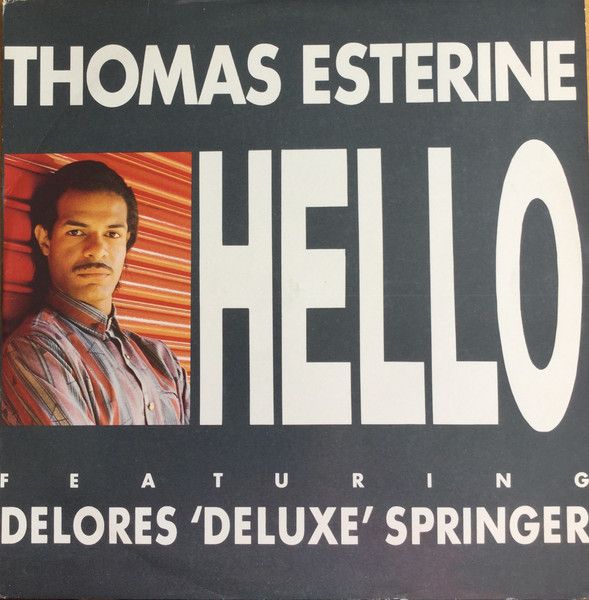 THOMAS ESTERINE
HELLO
FEATURING
DELORES 'DELUXE' SPRINGER